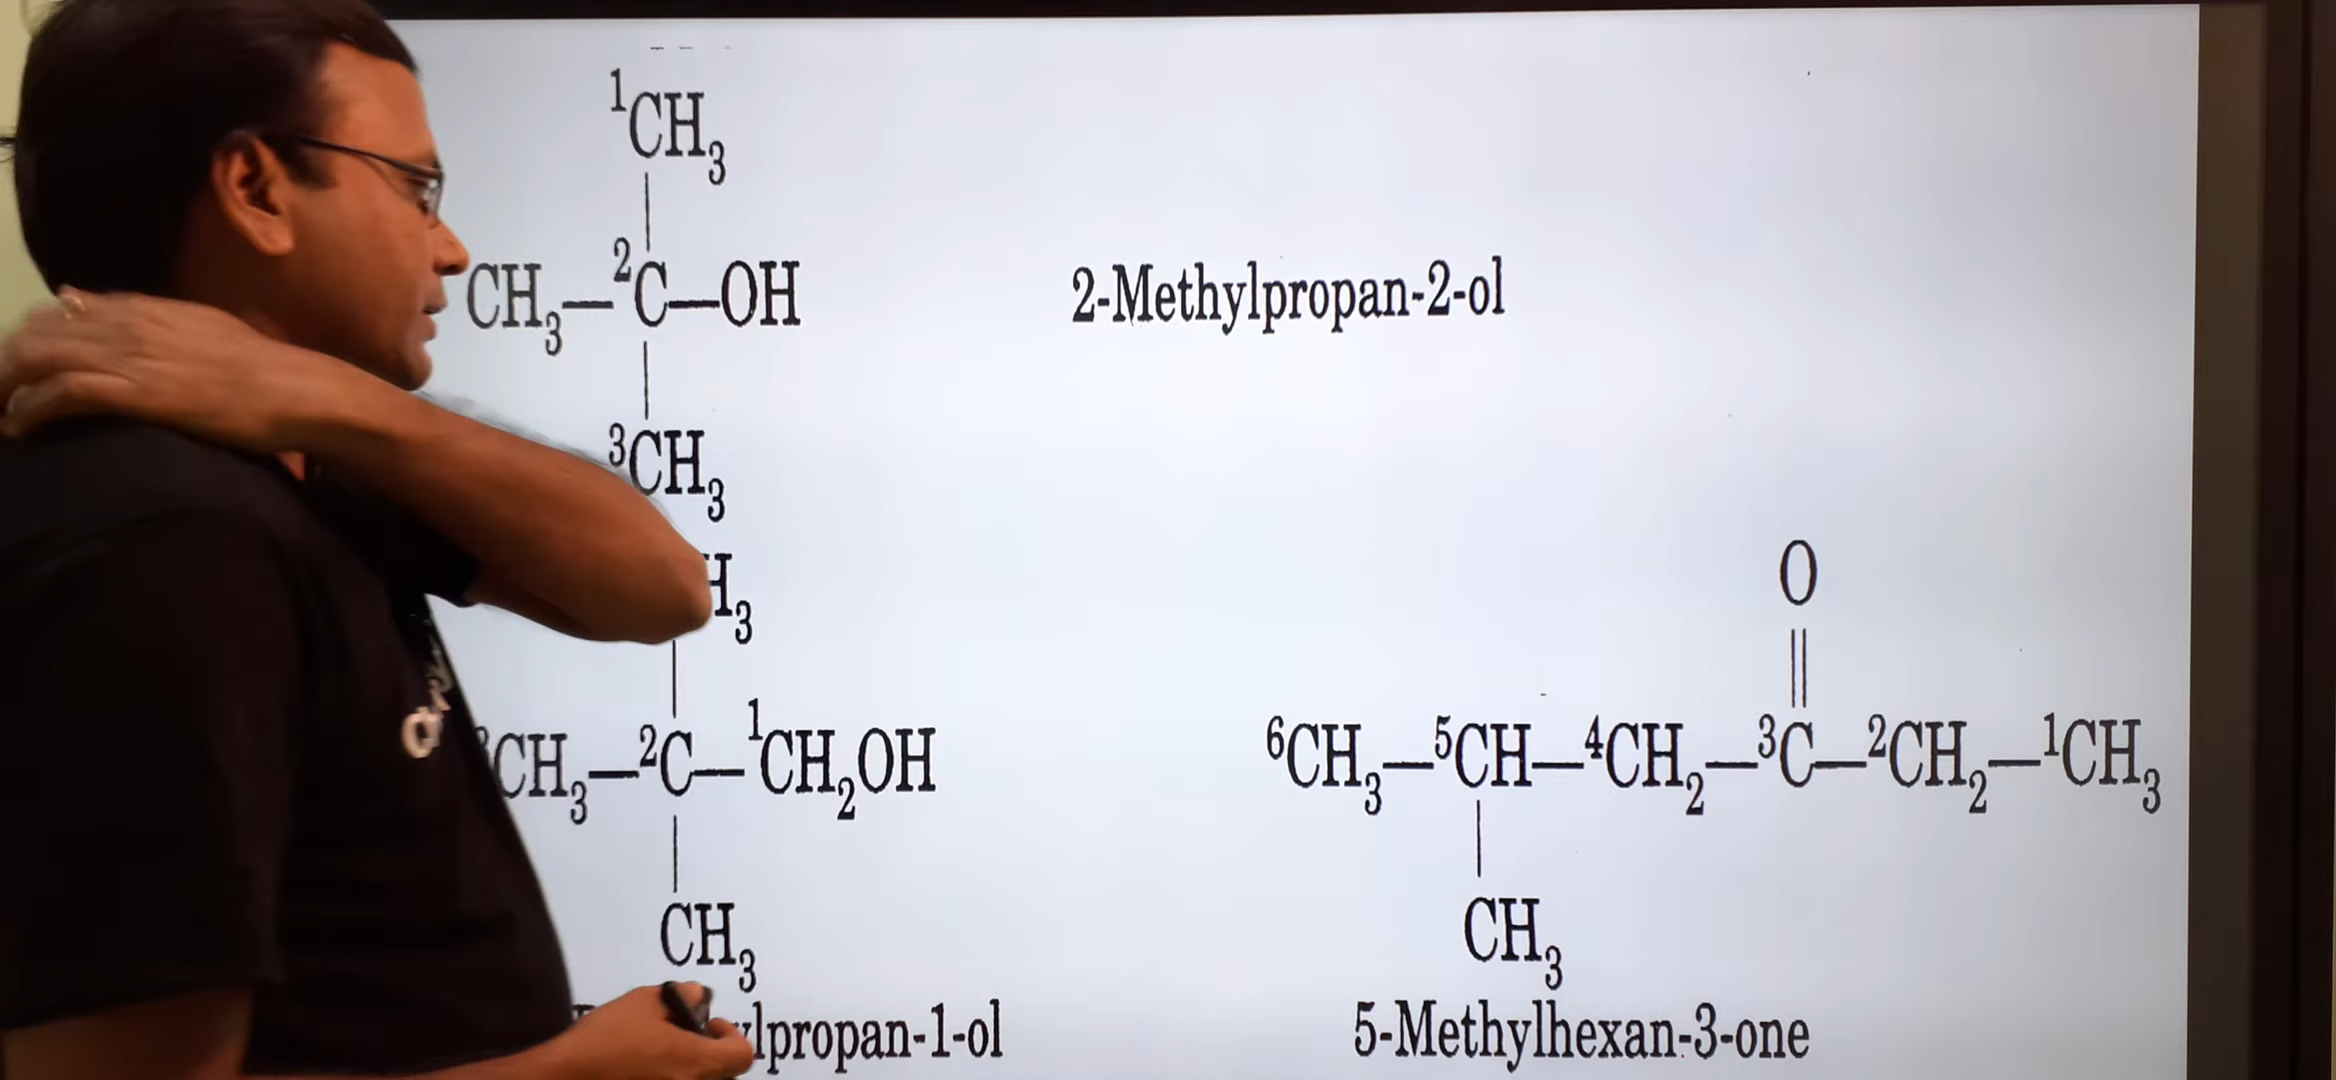 ¹CH₃
CH₃—²C—OH
2-Methylpropan-2-ol
³CH₃
H₃
O
CH₃—²C—¹CH₂OH
⁶CH₃—⁵CH—⁴CH₂—³C—²CH₂—¹CH₃
CH₃
CH₃
ylpropan-1-ol
5-Methylhexan-3-one